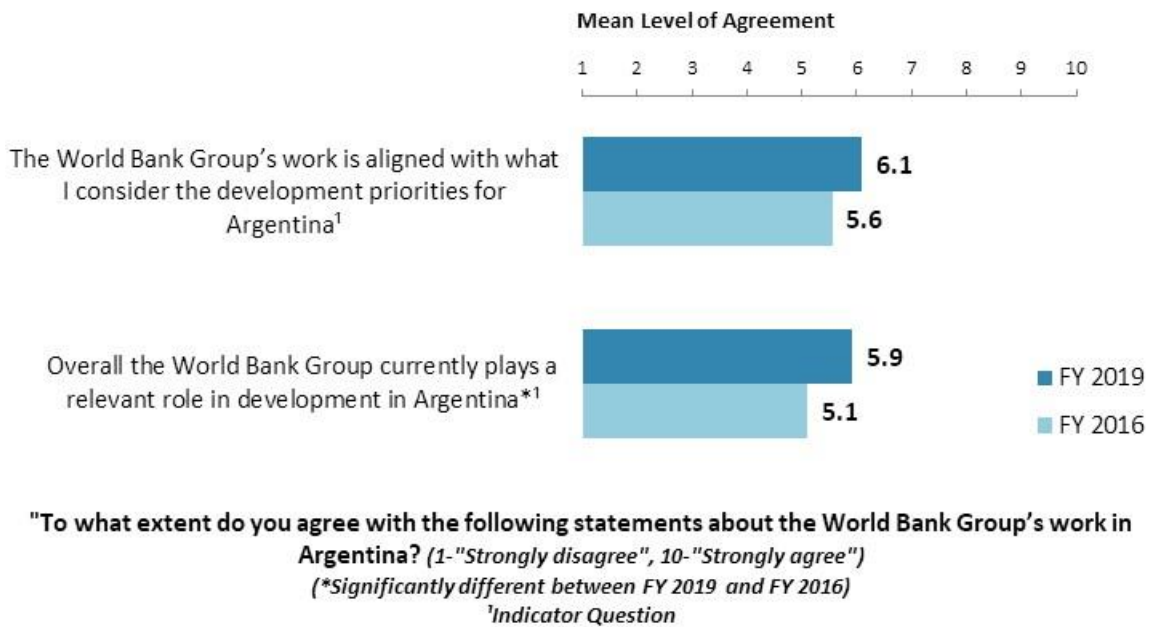 Mean Level of Agreement
1 2 3 4 5 6 7 8 9 10
The World Bank Group’s work is aligned with what
I consider the development priorities for
Argentina¹
6.1
5.6
Overall the World Bank Group currently plays a
relevant role in development in Argentina*¹
5.9
5.1
FY 2019
FY 2016
"To what extent do you agree with the following statements about the World Bank Group’s work in
Argentina? (1-"Strongly disagree", 10-"Strongly agree")
(*Significantly different between FY 2019 and FY 2016)
¹Indicator Question